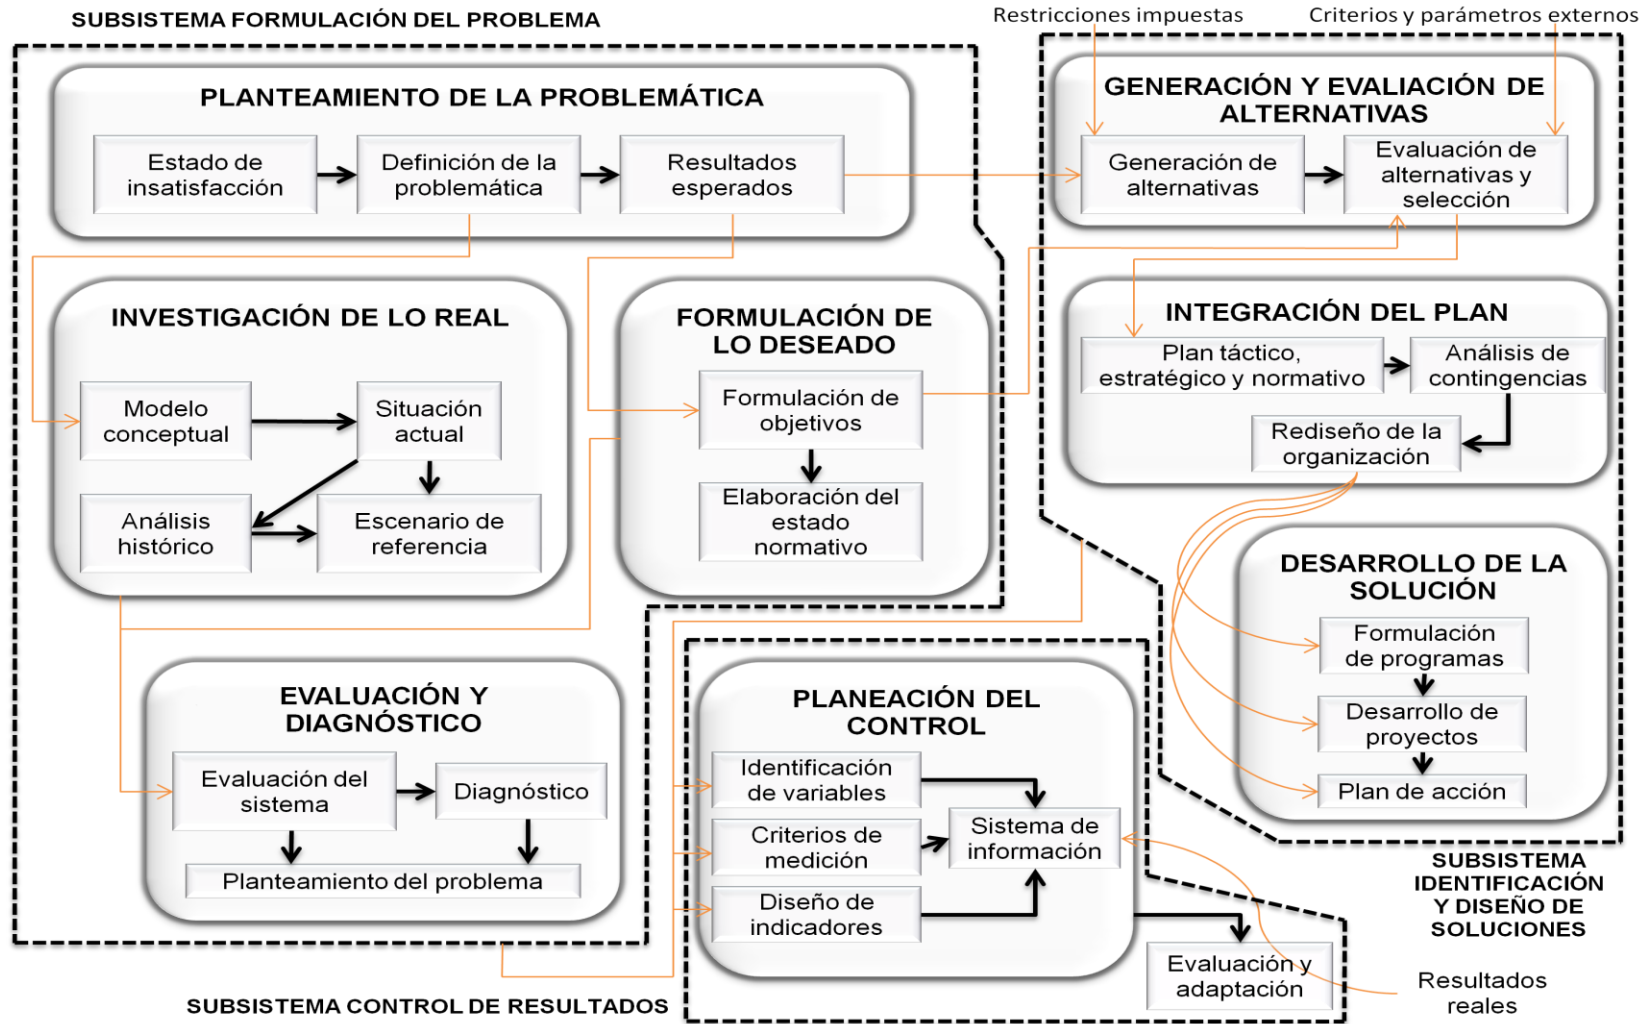 SUBSISTEMA FORMULACIÓN DEL PROBLEMA
Restricciones impuestas
Criterios y parámetros externos
PLANTEAMIENTO DE LA PROBLEMÁTICA
Estado de
insatisfacción
Definición de la
problemática
Resultados
esperados
GENERACIÓN Y EVALIACIÓN DE
ALTERNATIVAS
Generación de
alternativas
Evaluación de
alternativas y
selección
INVESTIGACIÓN DE LO REAL
Modelo
conceptual
Situación
actual
Análisis
histórico
Escenario de
referencia
FORMULACIÓN DE
LO DESEADO
Formulación de
objetivos
Elaboración del
estado
normativo
INTEGRACIÓN DEL PLAN
Plan táctico,
estratégico y normativo
Análisis de
contingencias
Rediseño de la
organización
DESARROLLO DE LA
SOLUCIÓN
Formulación
de programas
Desarrollo de
proyectos
Plan de acción
EVALUACIÓN Y
DIAGNÓSTICO
Evaluación del
sistema
Diagnóstico
Planteamiento del problema
PLANEACIÓN DEL
CONTROL
Identificación
de variables
Criterios de
medición
Diseño de
indicadores
Sistema de
información
Evaluación y
adaptación
SUBSISTEMA
IDENTIFICACIÓN
Y DISEÑO DE
SOLUCIONES
Resultados
reales
SUBSISTEMA CONTROL DE RESULTADOS